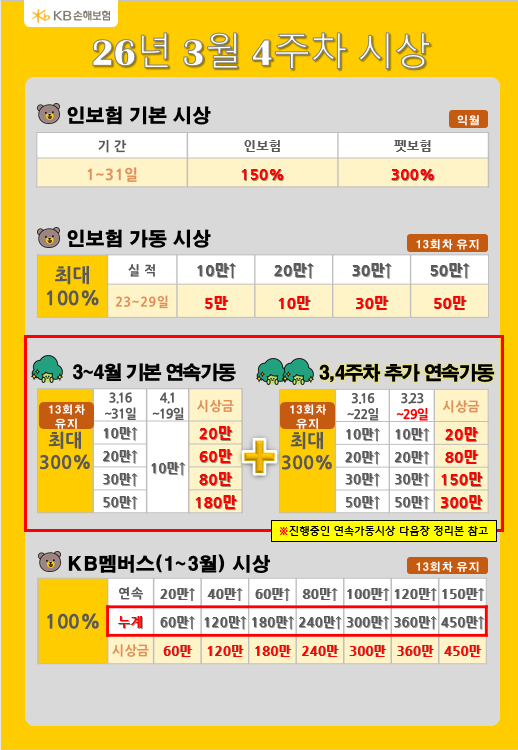 KB손해보험
26년 3월 4주차 시상
인보험 기본 시상
익월
기 간 인보험 펫보험
1~31일 150% 300%
인보험 가동 시상
13회차 유지
최대
100%
실 적 10만↑ 20만↑ 30만↑ 50만↑
23~29일 5만 10만 30만 50만
3~4월 기본 연속가동
13회차
유지
최대
300%
3,16
~31일
4.1
~19일
시상금
10만↑ 20만
20만↑ 60만
30만↑ 80만
50만↑ 180만
10만↑
3,4주차 추가 연속가동
13회차
유지
최대
300%
3,16
~22일
3,23
~29일
시상금
10만↑ 10만↑ 20만
20만↑ 20만↑ 80만
30만↑ 30만↑ 150만
50만↑ 50만↑ 300만
※진행중인 연속가동시상 다음장 정리본 참고
KB멤버스(1~3월) 시상
13회차 유지
100%
연속 20만↑ 40만↑ 60만↑ 80만↑ 100만↑ 120만↑ 150만↑
누계 60만↑ 120만↑ 180만↑ 240만↑ 300만↑ 360만↑ 450만↑
시상금 60만 120만 180만 240만 300만 360만 450만